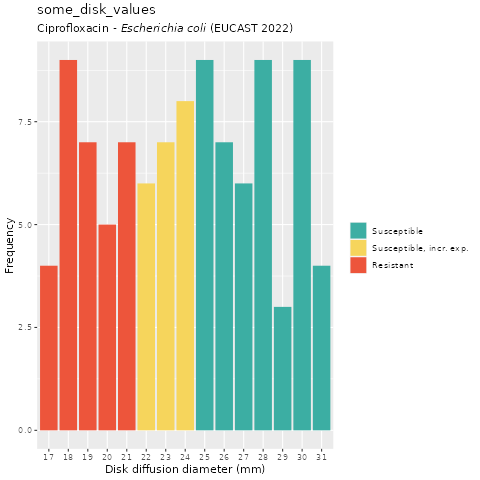 some_disk_values
Ciprofloxacin - Escherichia coli (EUCAST 2022)
Frequency
7.5
5.0
2.5
0.0
17 18 19 20 21 22 23 24 25 26 27 28 29 30 31
Disk diffusion diameter (mm)
Susceptible
Susceptible, incr. exp.
Resistant